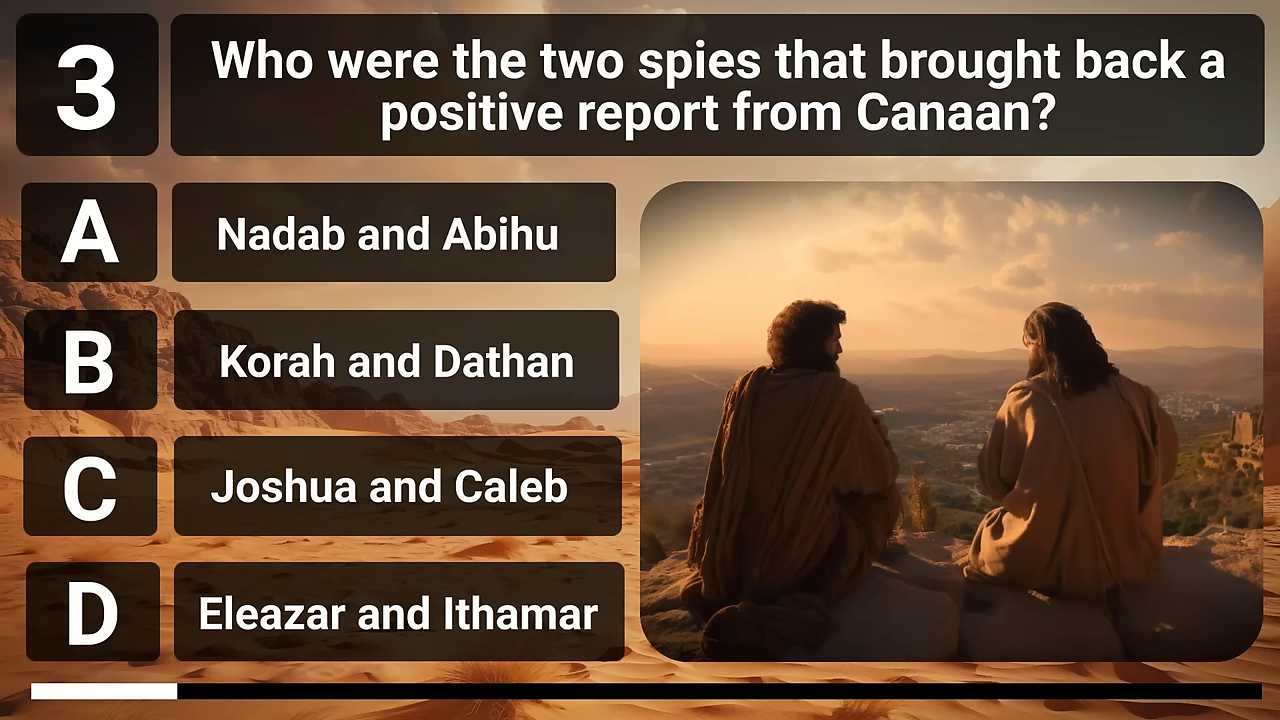 3
Who were the two spies that brought back a
positive report from Canaan?
A
Nadab and Abihu
B
Korah and Dathan
C
Joshua and Caleb
D
Eleazar and Ithamar